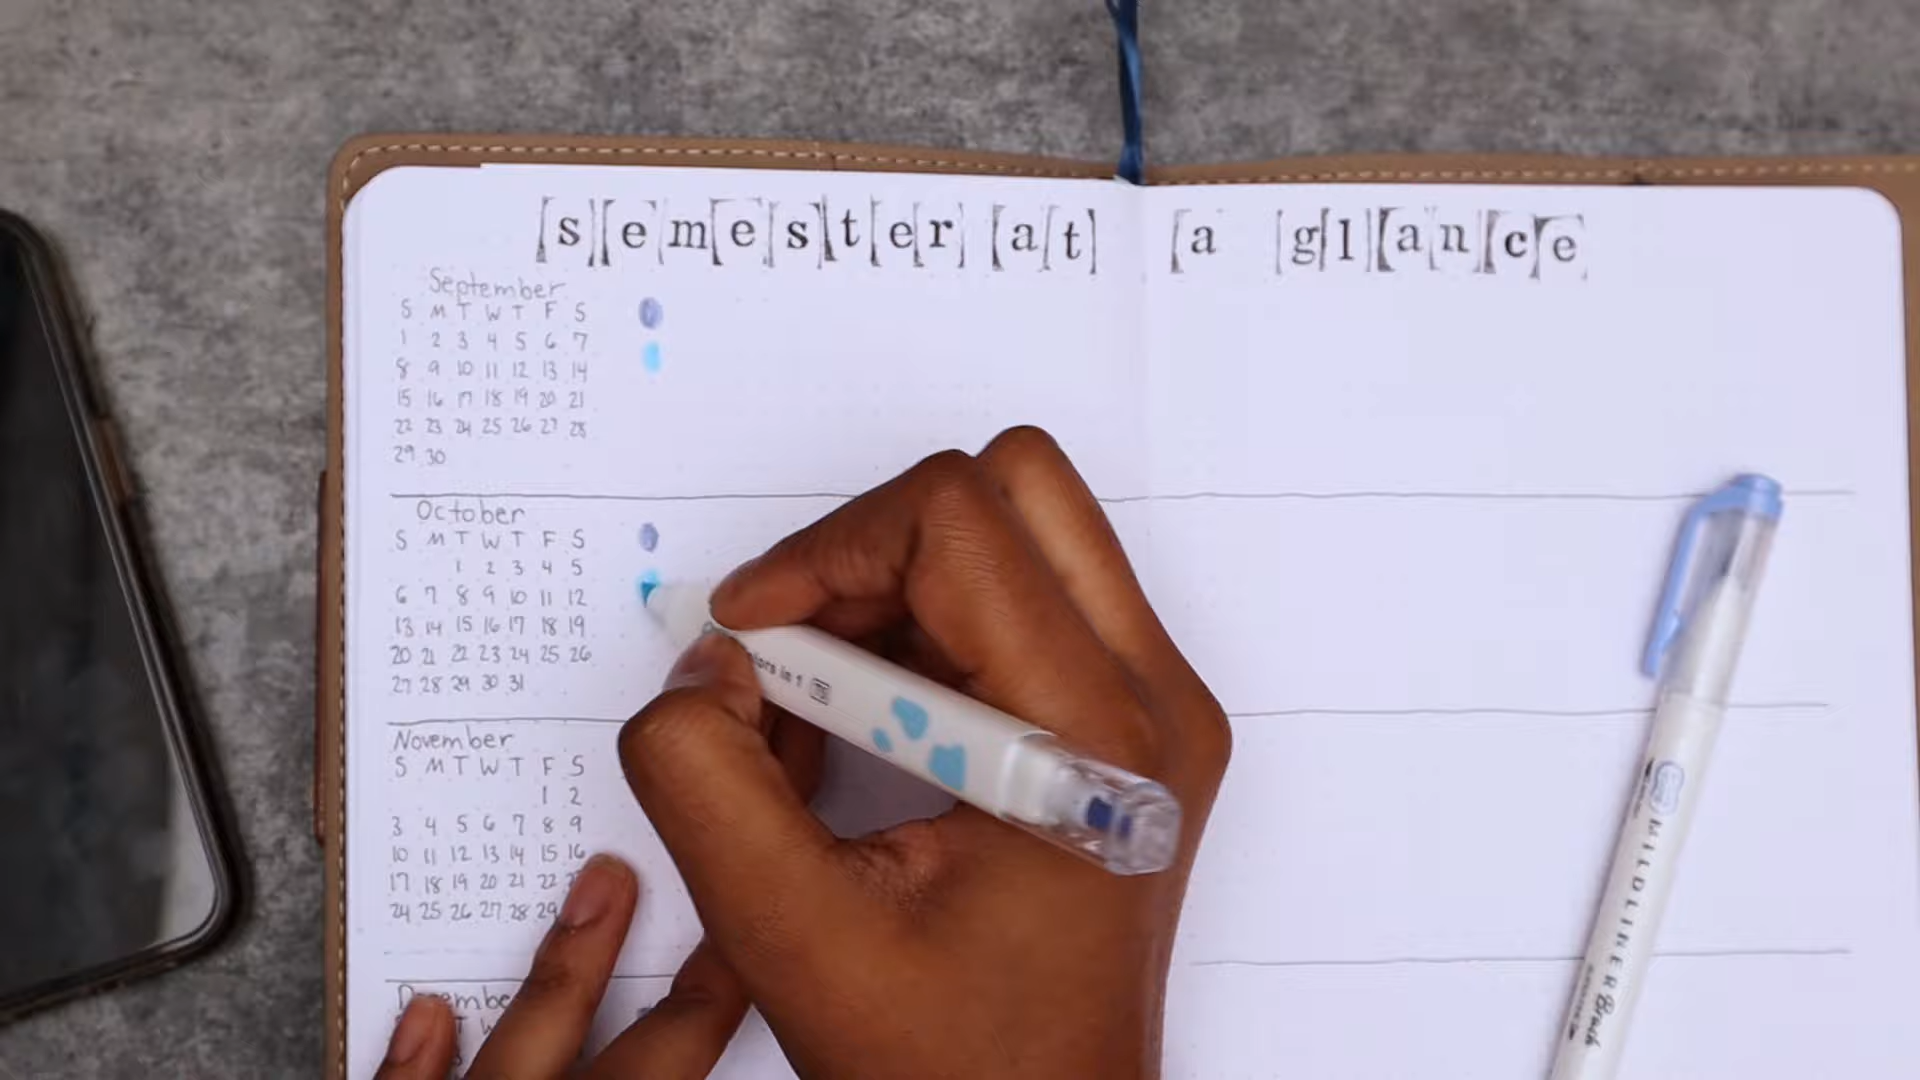 [s][e[m[e[s[t[e[r] [a[t] [a [g[l][a[n][c[e
September
S M T W T F S
1 2 3 4 5 6 7
8 9 10 11 12 13 14
15 16 17 18 19 20 21
22 23 24 25 26 27 28
29 30
October
S M T W T F S
1 2 3 4 5
6 7 8 9 10 11 12
13 14 15 16 17 18 19
20 21 22 23 24 25 26
27 28 29 30 31
November
S M T W T F S
1 2
3 4 5 6 7 8 9
10 11 12 13 14 15 16
17 18 19 20 21 22
24 25 26 27 28 29
in 1
MILDLINER Brush